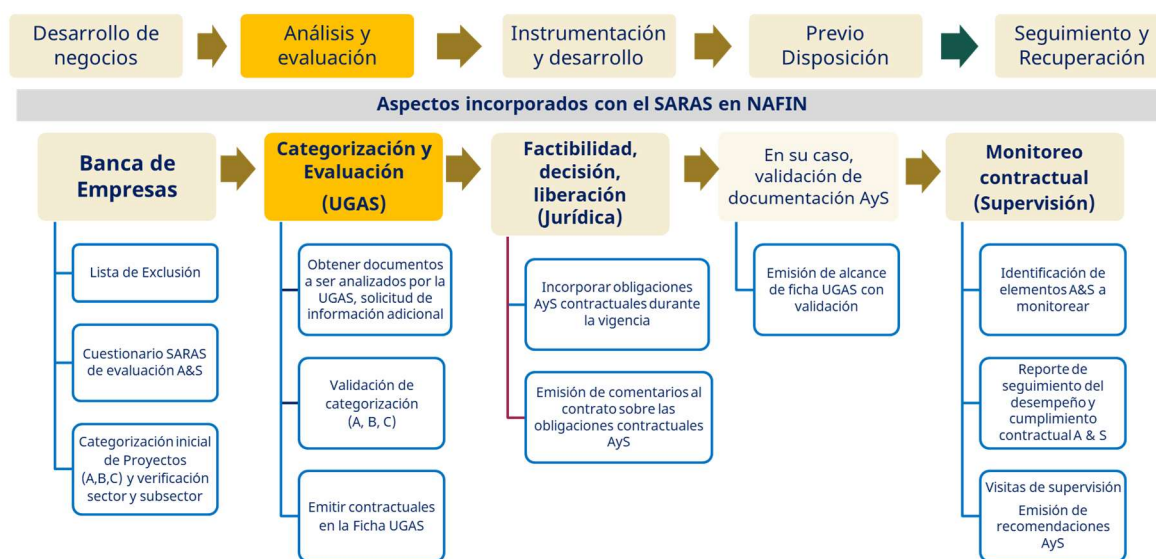 Desarrollo de
negocios
Análisis y
evaluación
Instrumentación
y desarrollo
Previo
Disposición
Seguimiento y
Recuperación
Aspectos incorporados con el SARAS en NAFIN
Banca de
Empresas
Lista de Exclusión
Cuestionario SARAS
de evaluación A&S
Categorización inicial
de Proyectos
(A,B,C) y verificación
sector y subsector
Categorización y
Evaluación
(UGAS)
Obtener documentos
a ser analizados por la
UGAS, solicitud de
información adicional
Validación de
categorización
(A, B, C)
Emitir contractuales
en la Ficha UGAS
Factibilidad,
decisión,
liberación
(Jurídica)
Incorporar obligaciones
AyS contractuales durante
la vigencia
Emisión de comentarios al
contrato sobre las
obligaciones contractuales
AyS
En su caso,
validación de
documentación AyS
Emisión de alcance
de ficha UGAS con
validación
Monitoreo
contractual
(Supervisión)
Identificación de
elementos A&S a
monitorear
Reporte de
seguimiento del
desempeño y
cumplimiento
contractual A & S
Visitas de supervisión
Emisión de
recomendaciones
AyS